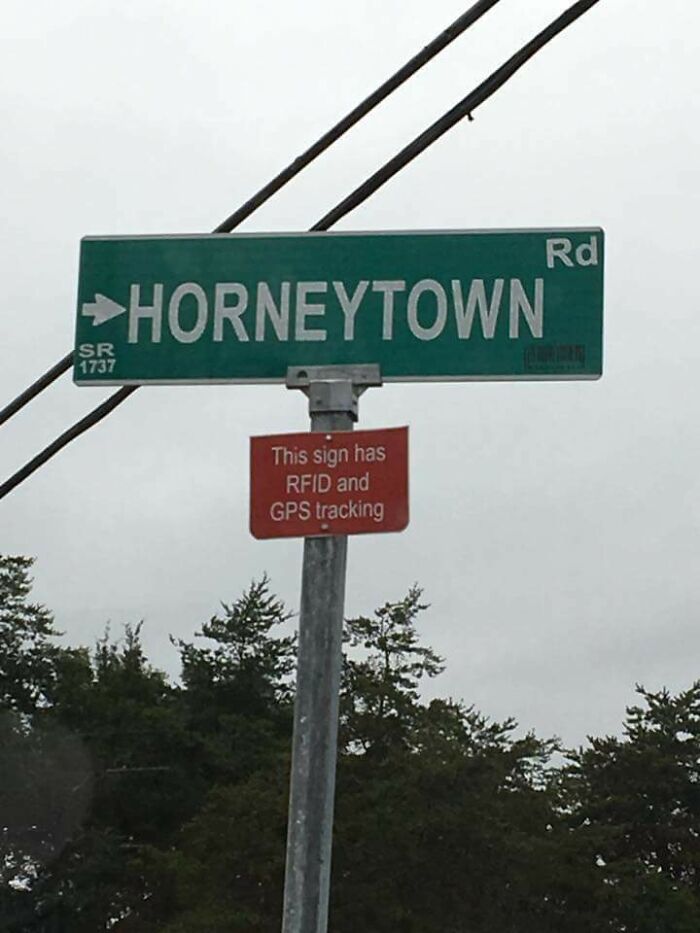 Rd
HORNEYTOWN
SR
1737
This sign has
RFID and
GPS tracking